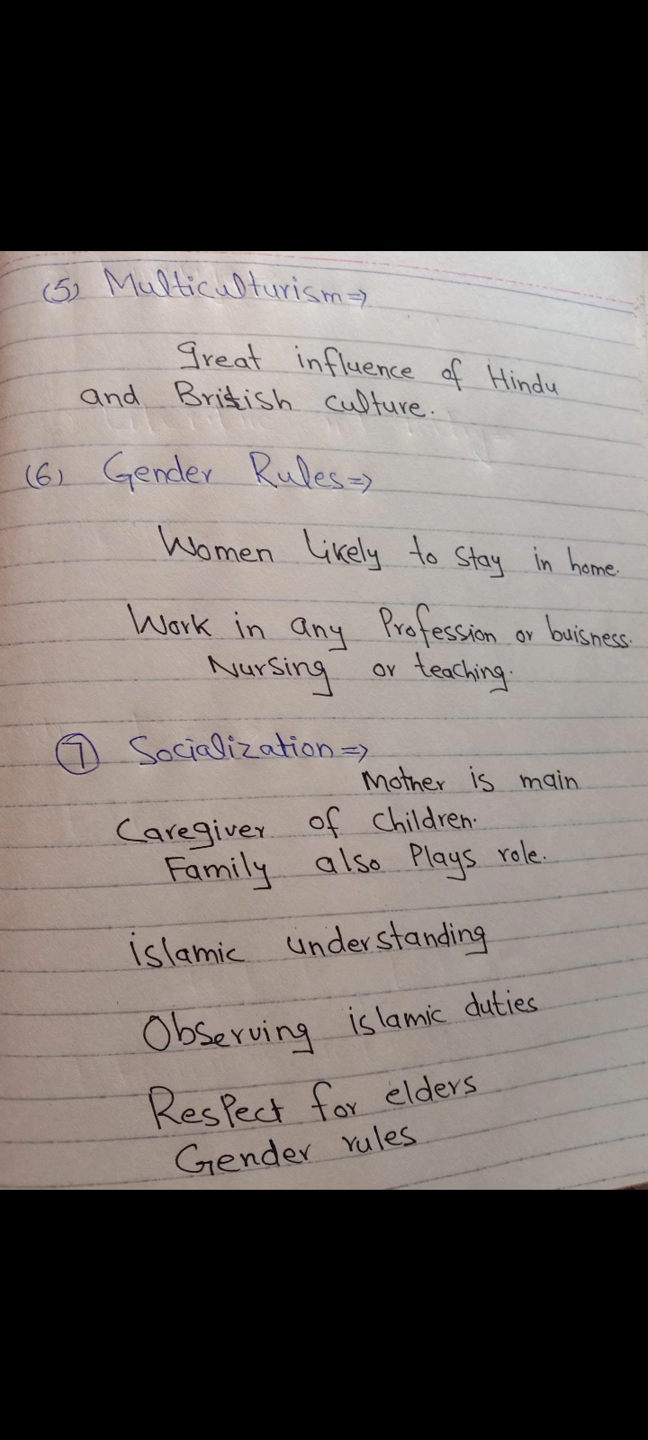 (5) Multiculturism⇒
Great influence of Hindu
and British culture.
(6) Gender Rules⇒
Women likely to stay in home.
Work in any Profession or buisness.
Nursing or teaching.
(7) Socialization⇒
Mother is main
Caregiver of children.
Family also Plays role.
islamic understanding
Observing islamic duties
Respect for elders
Gender rules